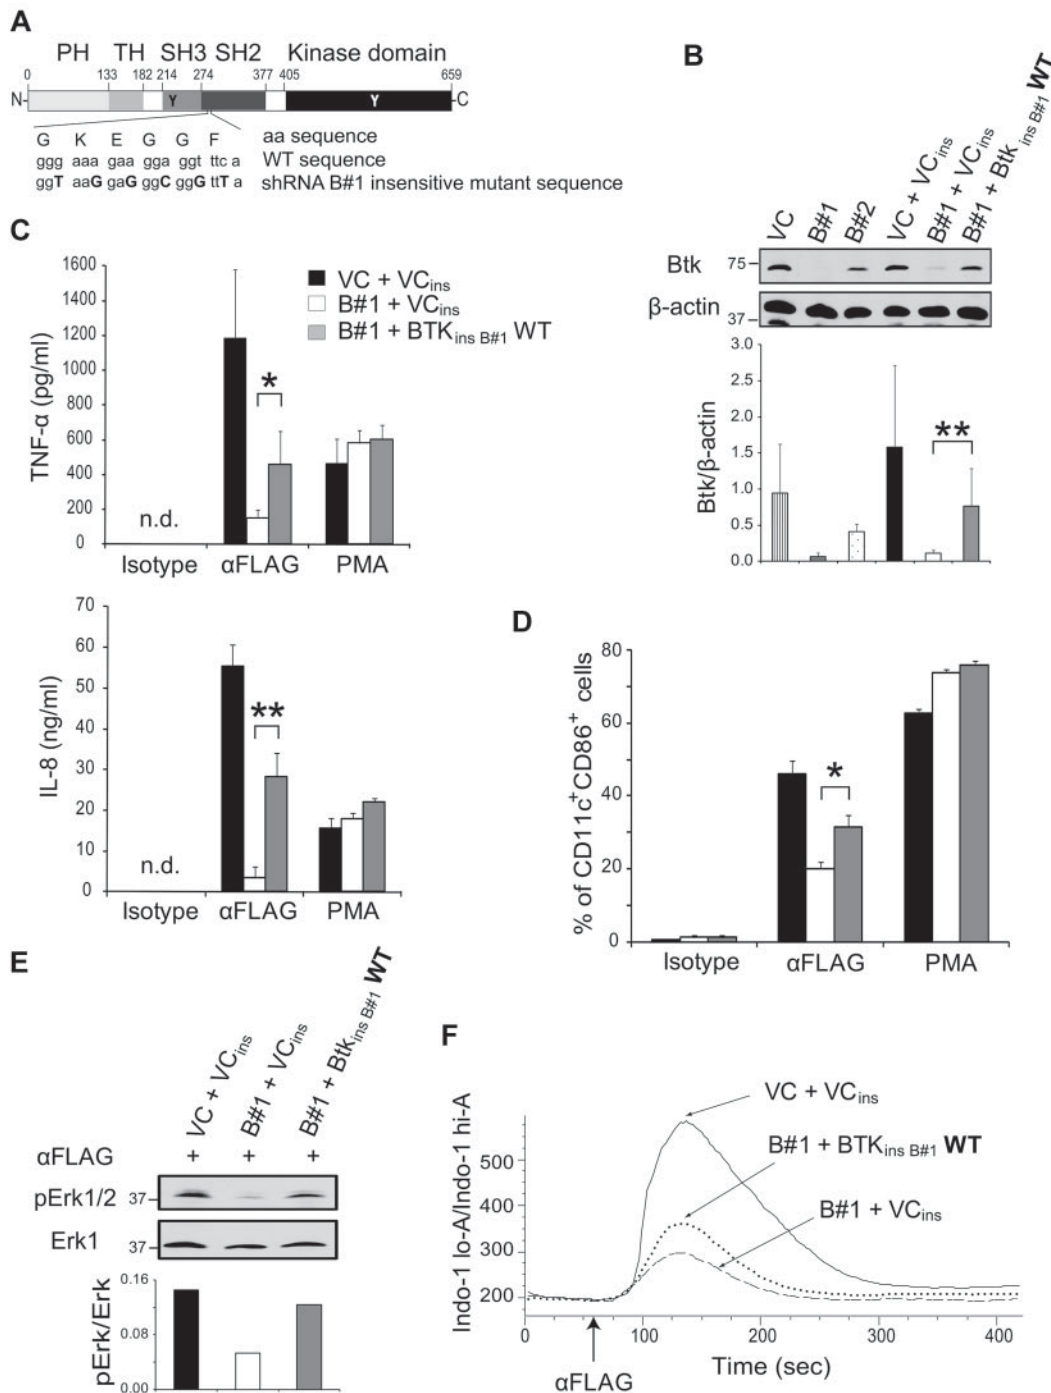 A
PH TH SH3 SH2 Kinase domain
0 133 182 214 274 377 405 659
N- Y Y -C
G K E G G F aa sequence
ggg aaa gaa gga ggt ttc a WT sequence
ggT aaG gaG ggC ggG ttT a shRNA B#1 insensitive mutant sequence
B
VC
B#1
B#2
VC + VCins
B#1 + VCins
B#1 + Btkins B#1 WT
Btk 75
β-actin 37
3.0
2.5
2.0
1.5
1.0
0.5
0.0
Btk/β-actin
**
C
1600
1400
1200
1000
800
600
400
200
0
TNF-α (pg/ml)
VC + VCins
B#1 + VCins
B#1 + BTKins B#1 WT
*
n.d.
Isotype αFLAG PMA
70
60
50
40
30
20
10
0
IL-8 (ng/ml)
**
n.d.
Isotype αFLAG PMA
D
80
60
40
20
0
% of CD11c+CD86+ cells
*
Isotype αFLAG PMA
E
VC + VCins
B#1 + VCins
B#1 + Btkins B#1 WT
αFLAG + + +
pErk1/2 37
Erk1 37
0.16
0.08
0.00
pErk/Erk
F
VC + VCins
B#1 + BTKins B#1 WT
B#1 + VCins
500
400
300
200
Indo-1 lo-A/Indo-1 hi-A
0 100 200 300 400
Time (sec)
αFLAG